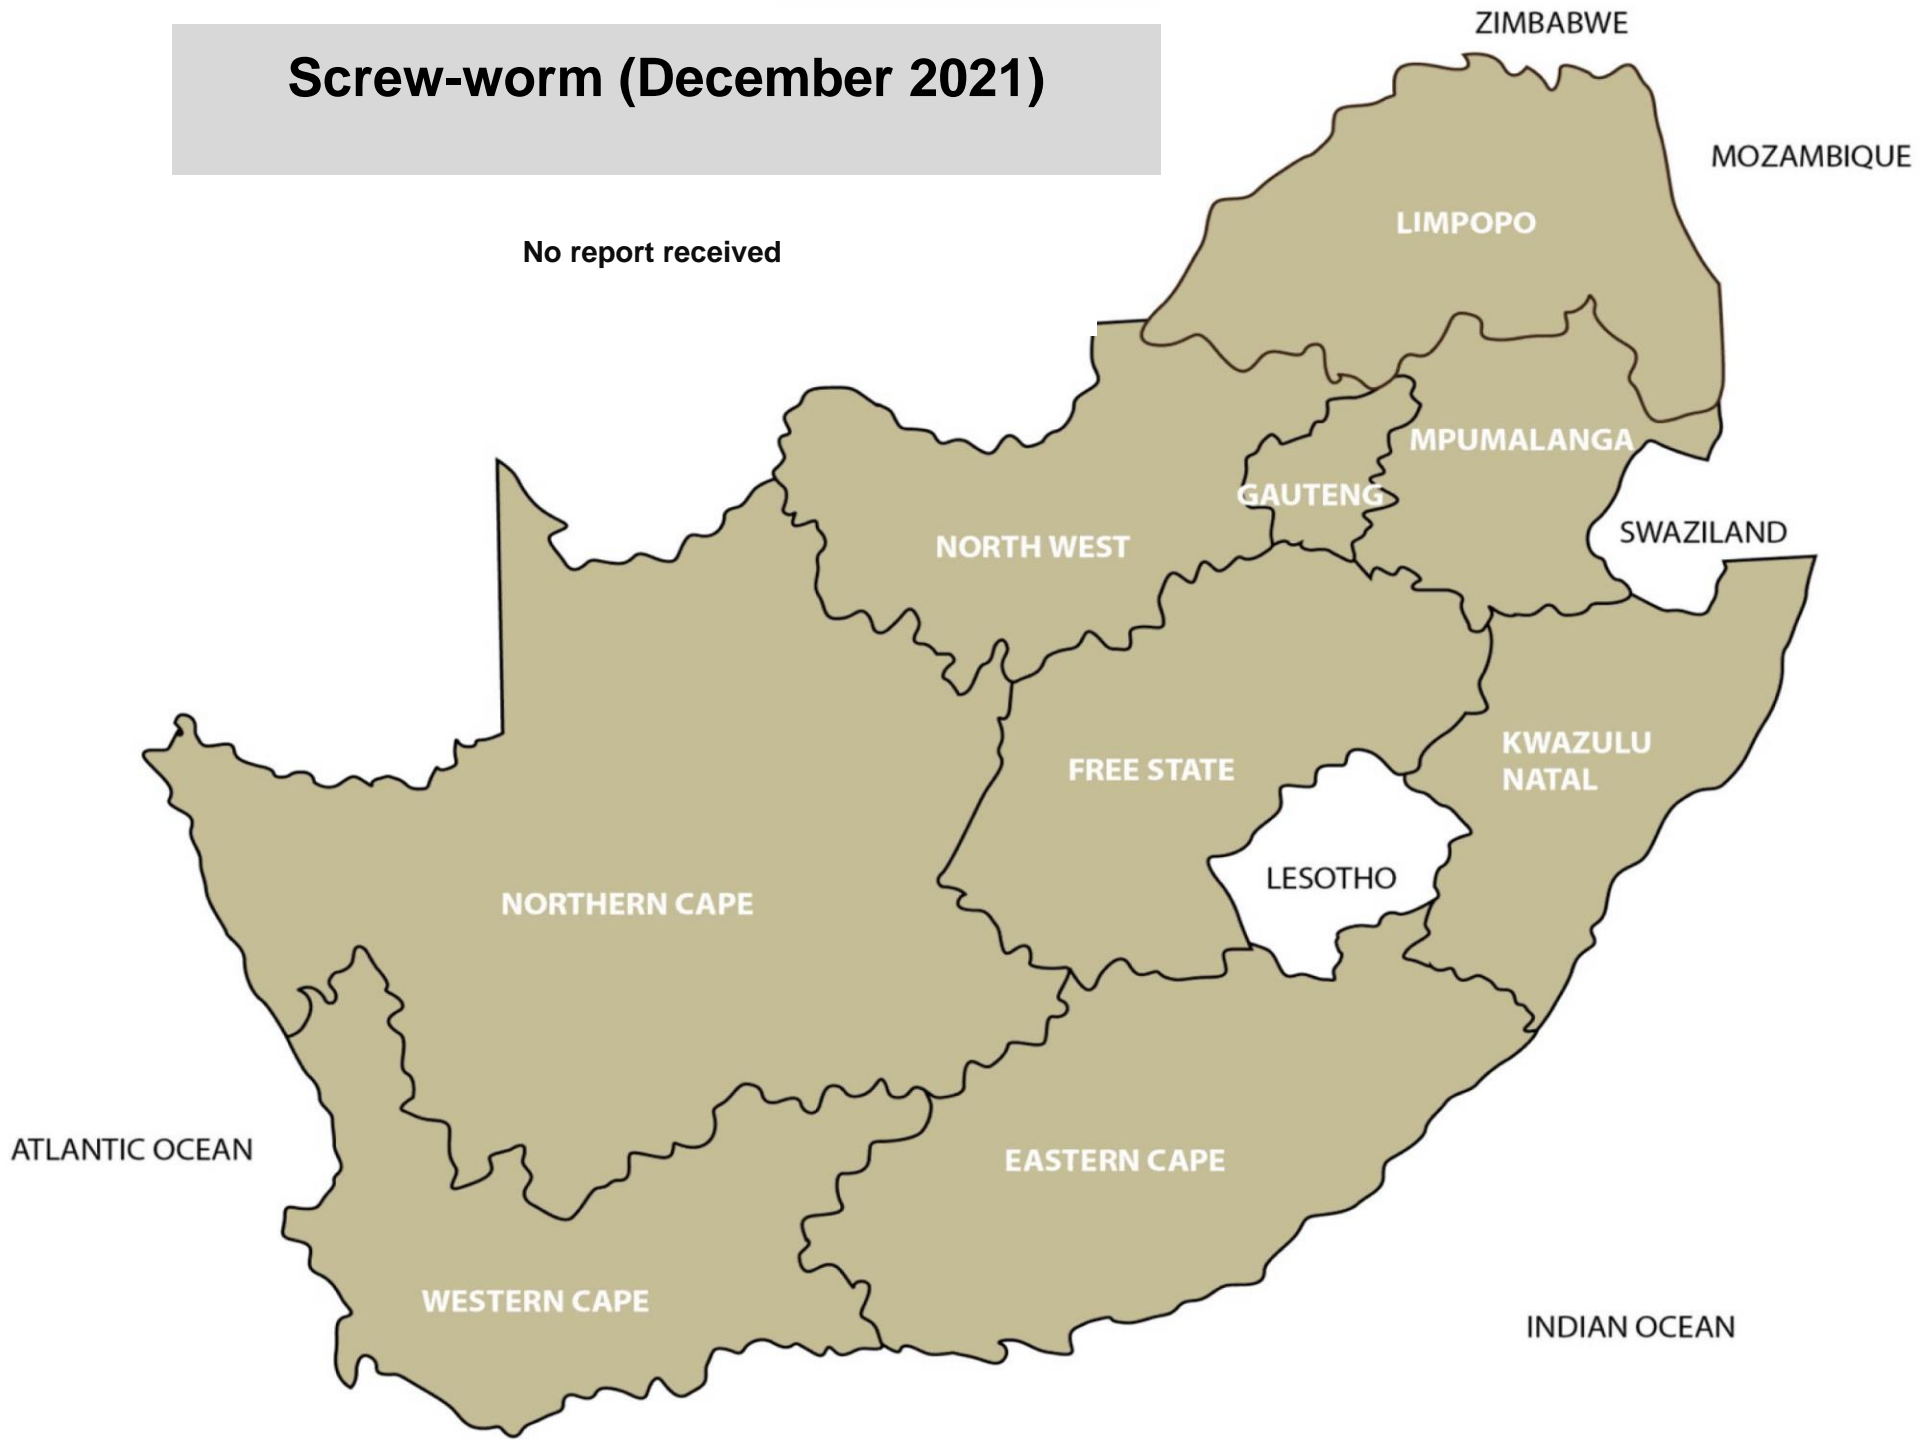 ZIMBABWE
Screw-worm (December 2021)
MOZAMBIQUE
LIMPOPO
No report received
MPUMALANGA
GAUTENG
SWAZILAND
NORTH WEST
KWAZULU
NATAL
FREE STATE
LESOTHO
NORTHERN CAPE
ATLANTIC OCEAN
EASTERN CAPE
WESTERN CAPE
INDIAN OCEAN